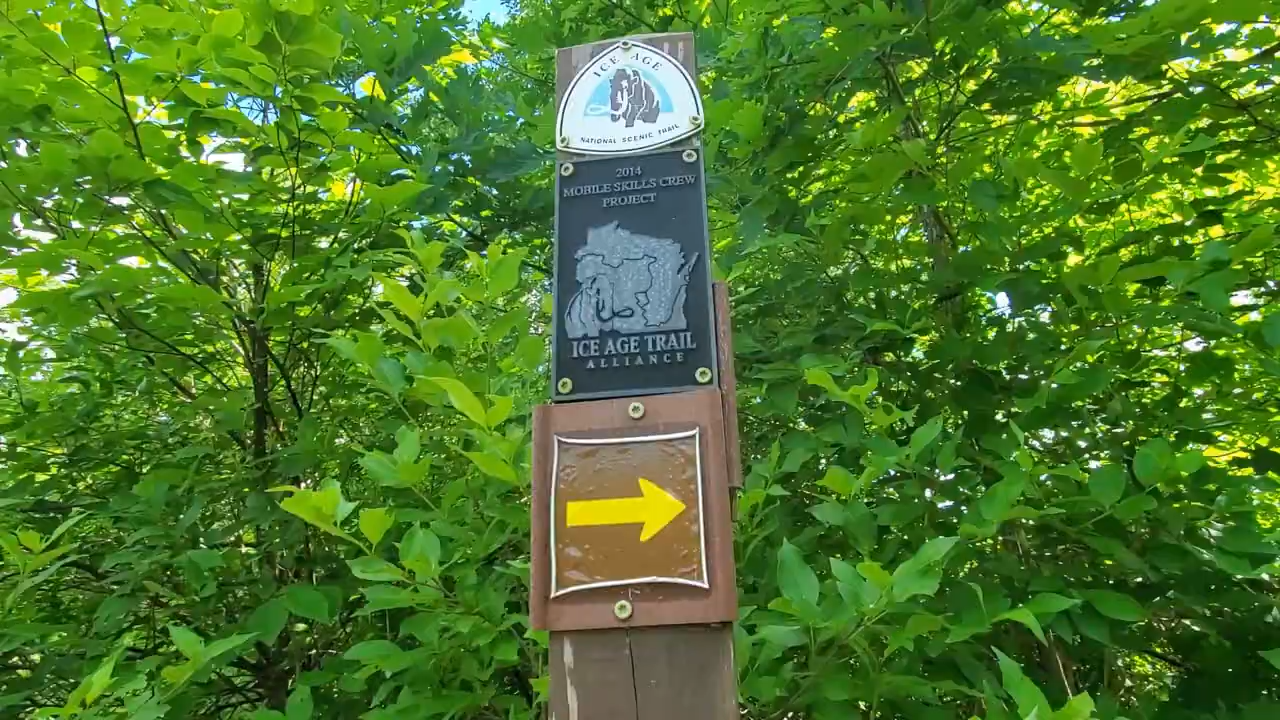 ICE AGE
NATIONAL SCENIC TRAIL
2014
MOBILE SKILLS CREW
PROJECT
ICE AGE TRAIL
ALLIANCE